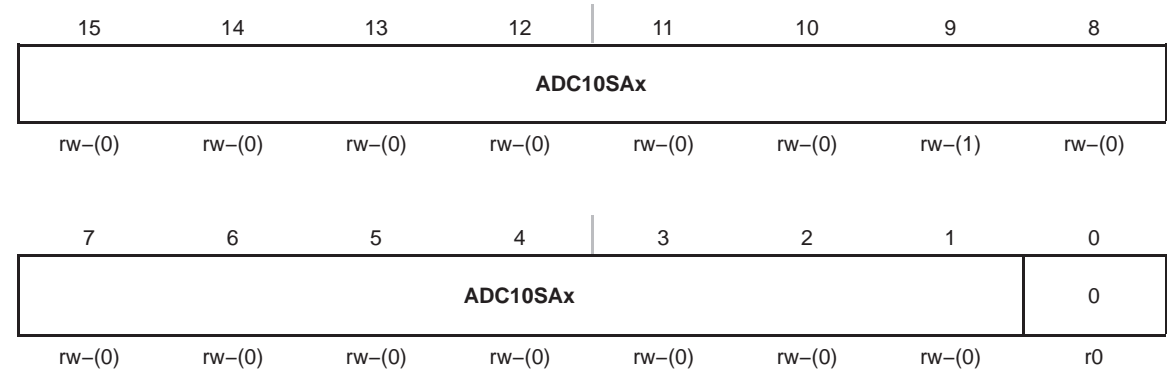 15 14 13 12 11 10 9 8
ADC10SAx
rw−(0) rw−(0) rw−(0) rw−(0) rw−(0) rw−(0) rw−(1) rw−(0)
7 6 5 4 3 2 1 0
ADC10SAx 0
rw−(0) rw−(0) rw−(0) rw−(0) rw−(0) rw−(0) rw−(0) r0